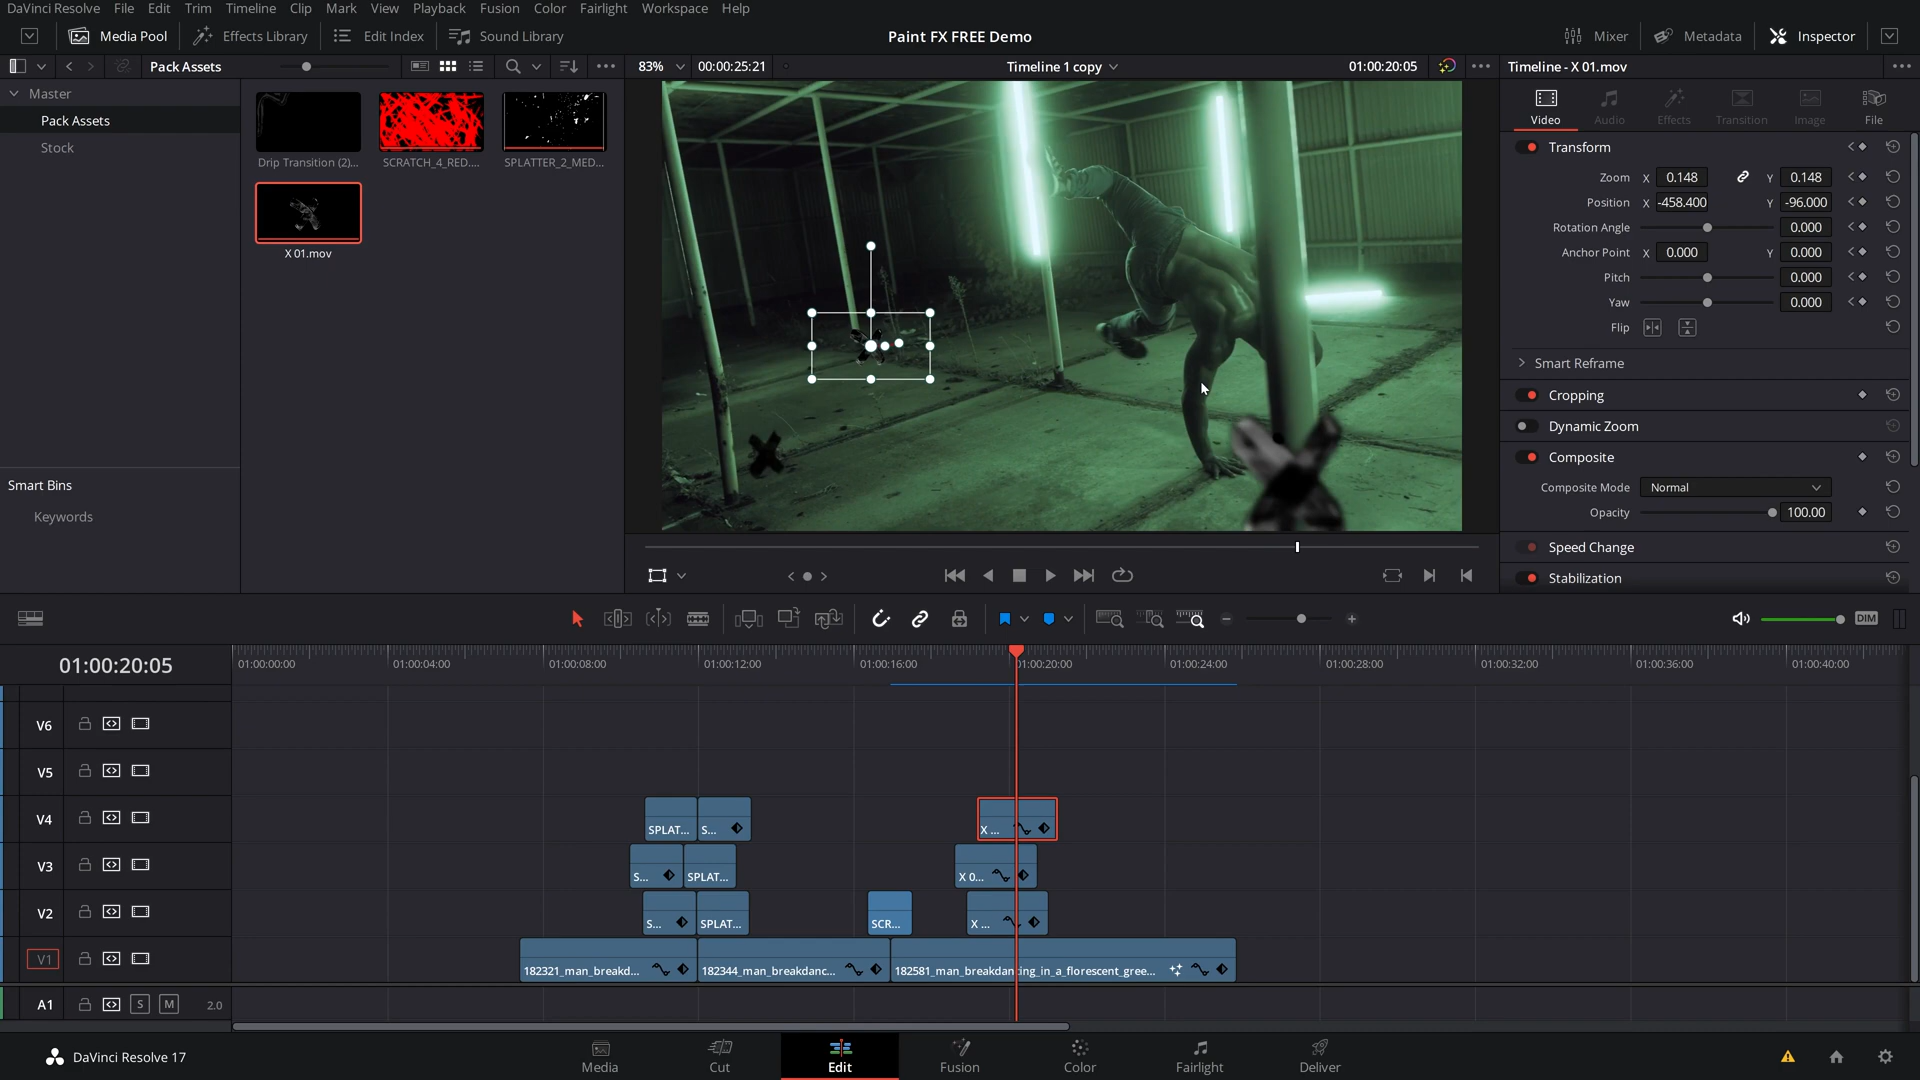 DaVinci Resolve File Edit Trim Timeline Clip Mark View Playback Fusion Color Fairlight Workspace Help
Media Pool Effects Library Edit Index Sound Library Paint FX FREE Demo Mixer Metadata Inspector
Pack Assets 83% 00:00:25:21 Timeline 1 copy 01:00:20:05 Timeline - X 01.mov
Master
Pack Assets
Stock
Drip Transition (2)... SCRATCH_4_RED.... SPLATTER_2_MED...
X 01.mov
Smart Bins
Keywords
Video Audio Effects Transition Image File
Transform
Zoom X 0.148 Y 0.148
Position X -458.400 Y -96.000
Rotation Angle 0.000
Anchor Point X 0.000 Y 0.000
Pitch 0.000
Yaw 0.000
Flip
Smart Reframe
Cropping
Dynamic Zoom
Composite
Composite Mode Normal
Opacity 100.00
Speed Change
Stabilization
DIM
01:00:20:05 01:00:00:00 01:00:04:00 01:00:08:00 01:00:12:00 01:00:16:00 01:00:20:00 01:00:24:00 01:00:28:00 01:00:32:00 01:00:36:00 01:00:40:00
V6
V5
V4 SPLAT... S... X ...
V3 S... SPLAT... X 0...
V2 S... SPLAT... SCR... X ...
V1 182321_man_breakd... 182344_man_breakdanc... 182581_man_breakdancing_in_a_florescent_gree...
A1 S M 2.0
DaVinci Resolve 17 Media Cut Edit Fusion Color Fairlight Deliver